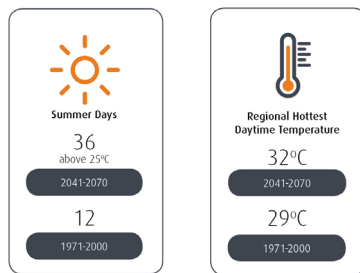 Summer Days
36
above 25ºC
2041-2070
12
1971-2000
Regional Hottest
Daytime Temperature
32ºC
2041-2070
29ºC
1971-2000